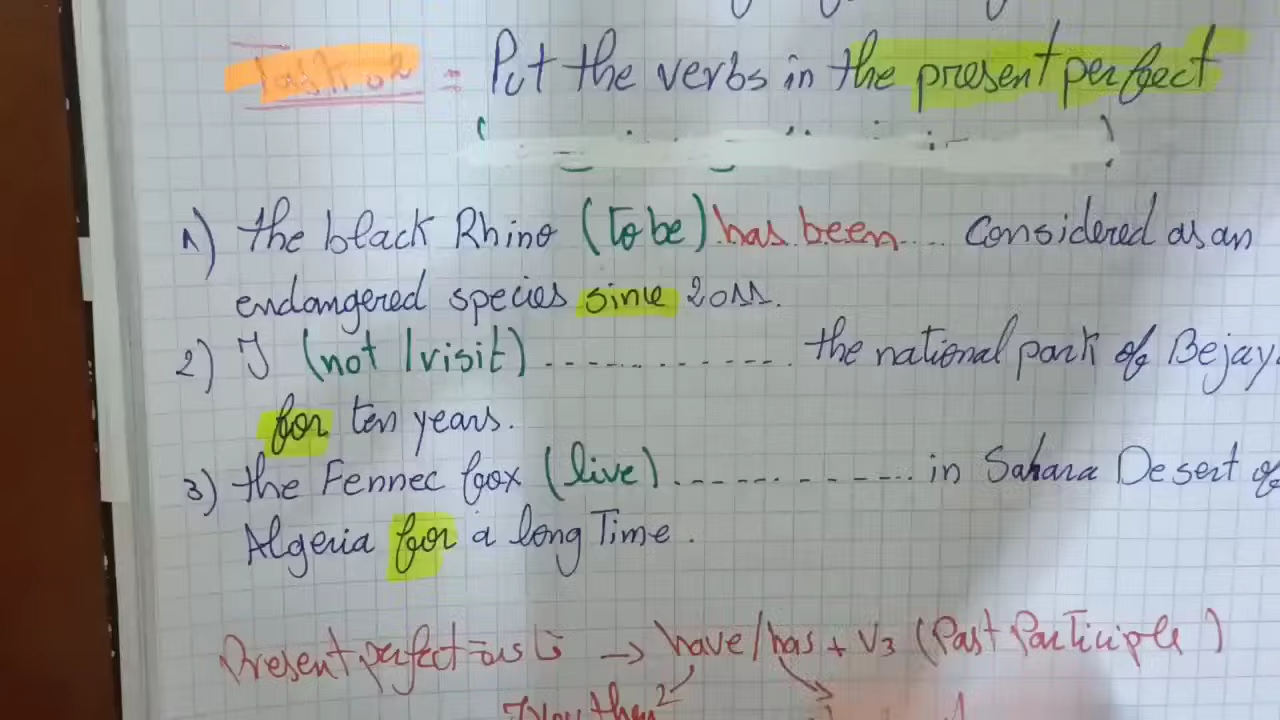 Task 02 = Put the verbs in the present perfect
1) the black Rhino (to be) has been.... Considered as an
endangered species since 2011.
2) I (not / visit) ............. the national park of Bejay
for ten years.
3) the Fennec fox (live) ............. in Sahara Desert of
Algeria for a long Time.
Present perfect → have/has + V3 (Past Participle)